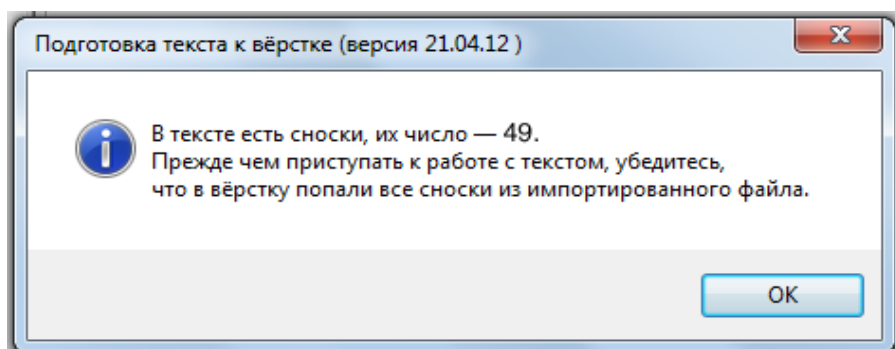 Подготовка текста к вёрстке (версия 21.04.12 )
В тексте есть сноски, их число — 49.
Прежде чем приступать к работе с текстом, убедитесь,
что в вёрстку попали все сноски из импортированного файла.
OK